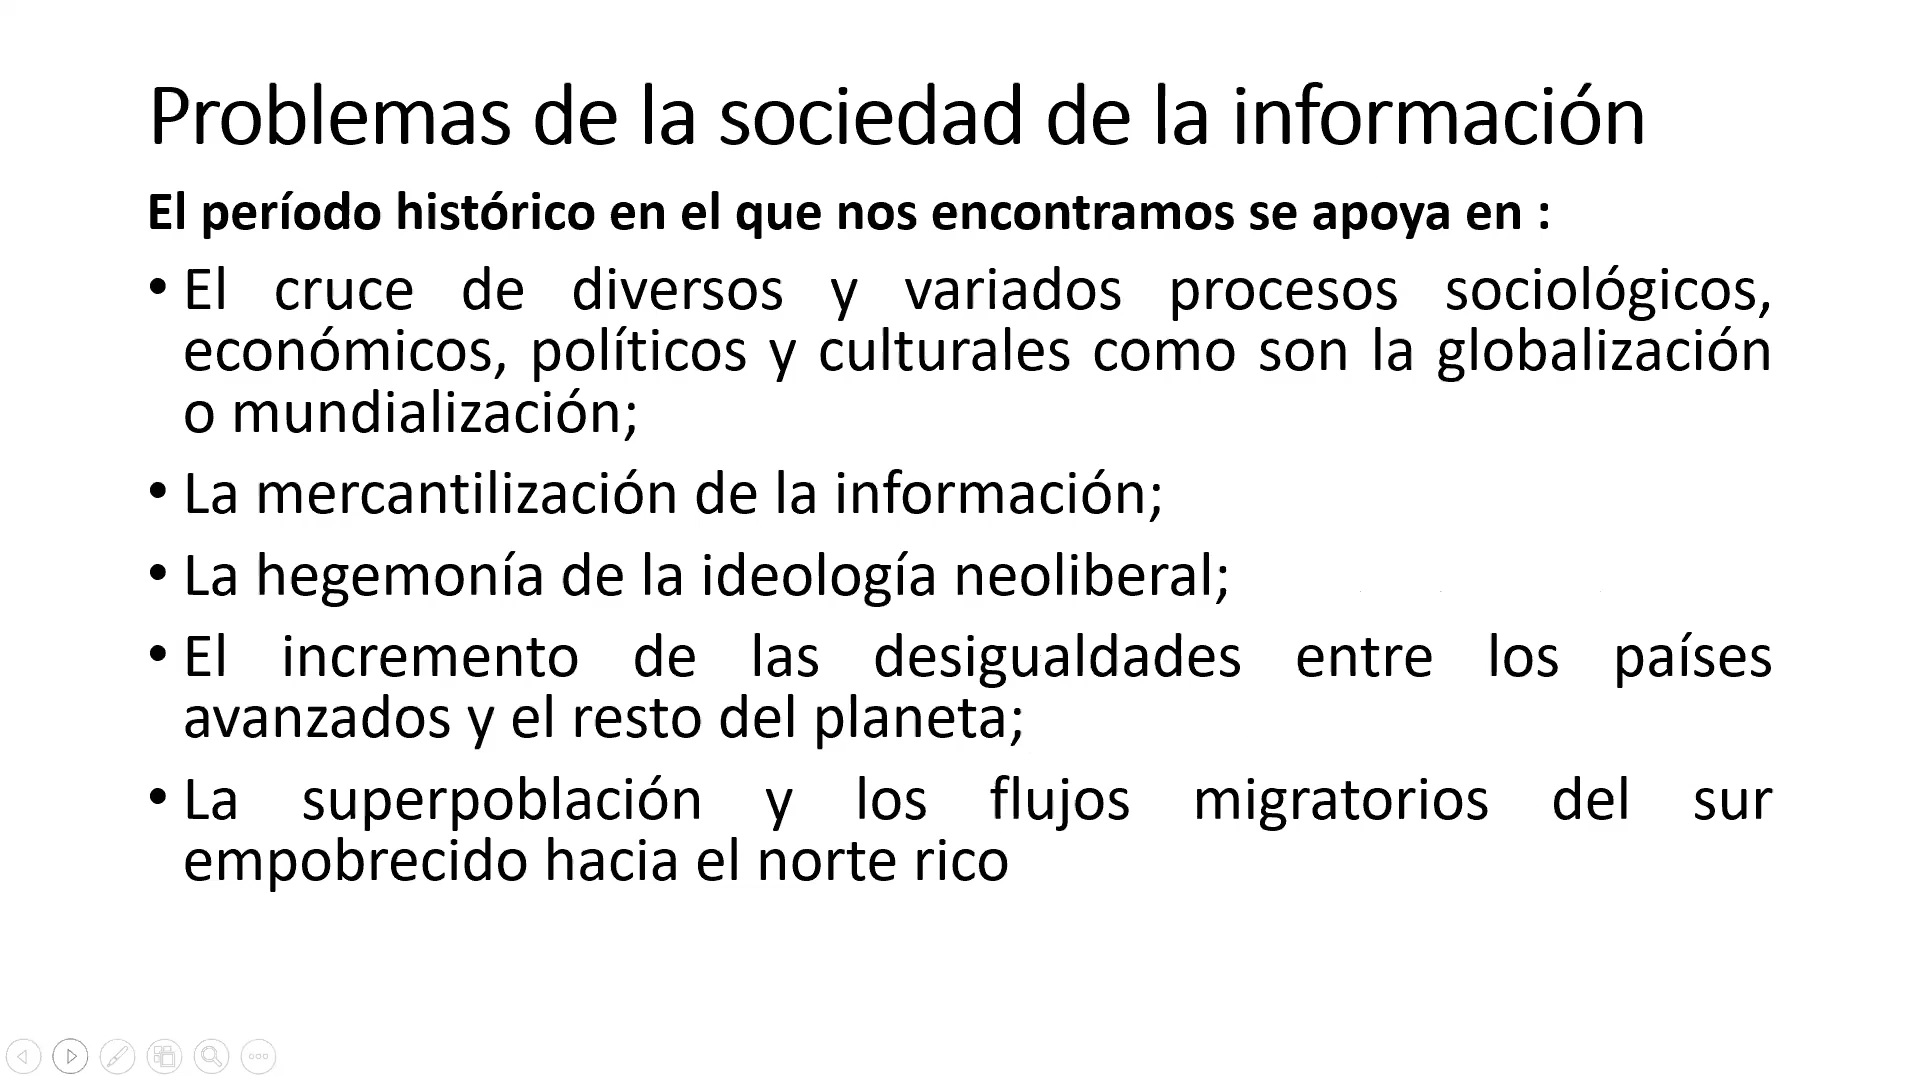 Problemas de la sociedad de la información
El período histórico en el que nos encontramos se apoya en :
• El cruce de diversos y variados procesos sociológicos,
económicos, políticos y culturales como son la globalización
o mundialización;
• La mercantilización de la información;
• La hegemonía de la ideología neoliberal;
• El incremento de las desigualdades entre los países
avanzados y el resto del planeta;
• La superpoblación y los flujos migratorios del sur
empobrecido hacia el norte rico